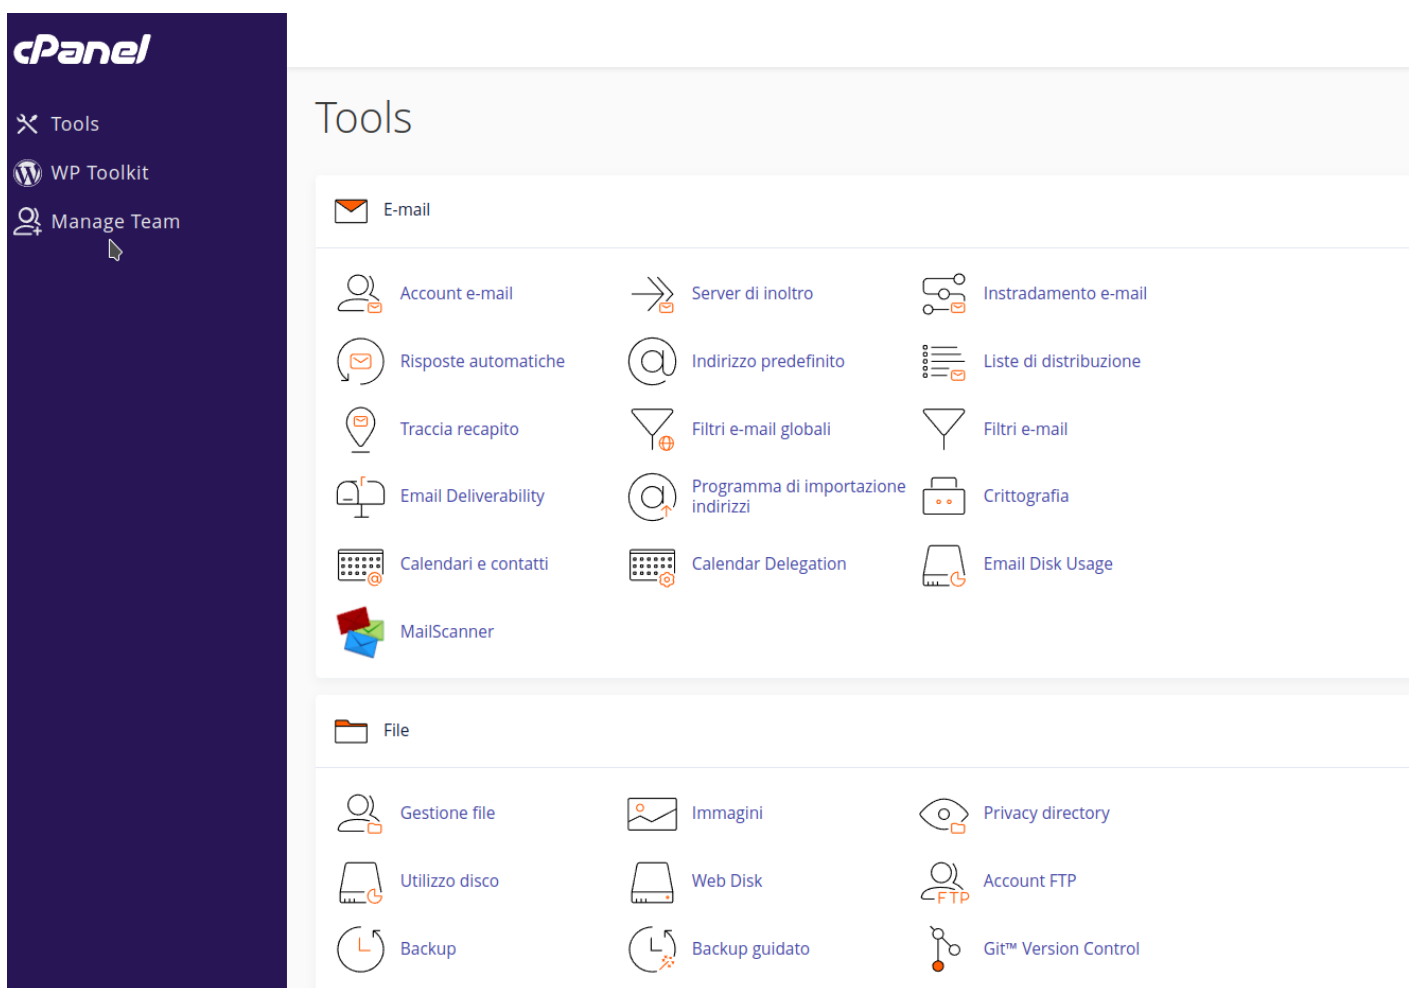 cPanel
Tools
WP Toolkit
Manage Team
Tools
E-mail
Account e-mail
Server di inoltro
Instradamento e-mail
Risposte automatiche
Indirizzo predefinito
Liste di distribuzione
Traccia recapito
Filtri e-mail globali
Filtri e-mail
Email Deliverability
Programma di importazione
indirizzi
Crittografia
Calendari e contatti
Calendar Delegation
Email Disk Usage
MailScanner
File
Gestione file
Immagini
Privacy directory
Utilizzo disco
Web Disk
FTP
Account FTP
Backup
Backup guidato
Git™ Version Control